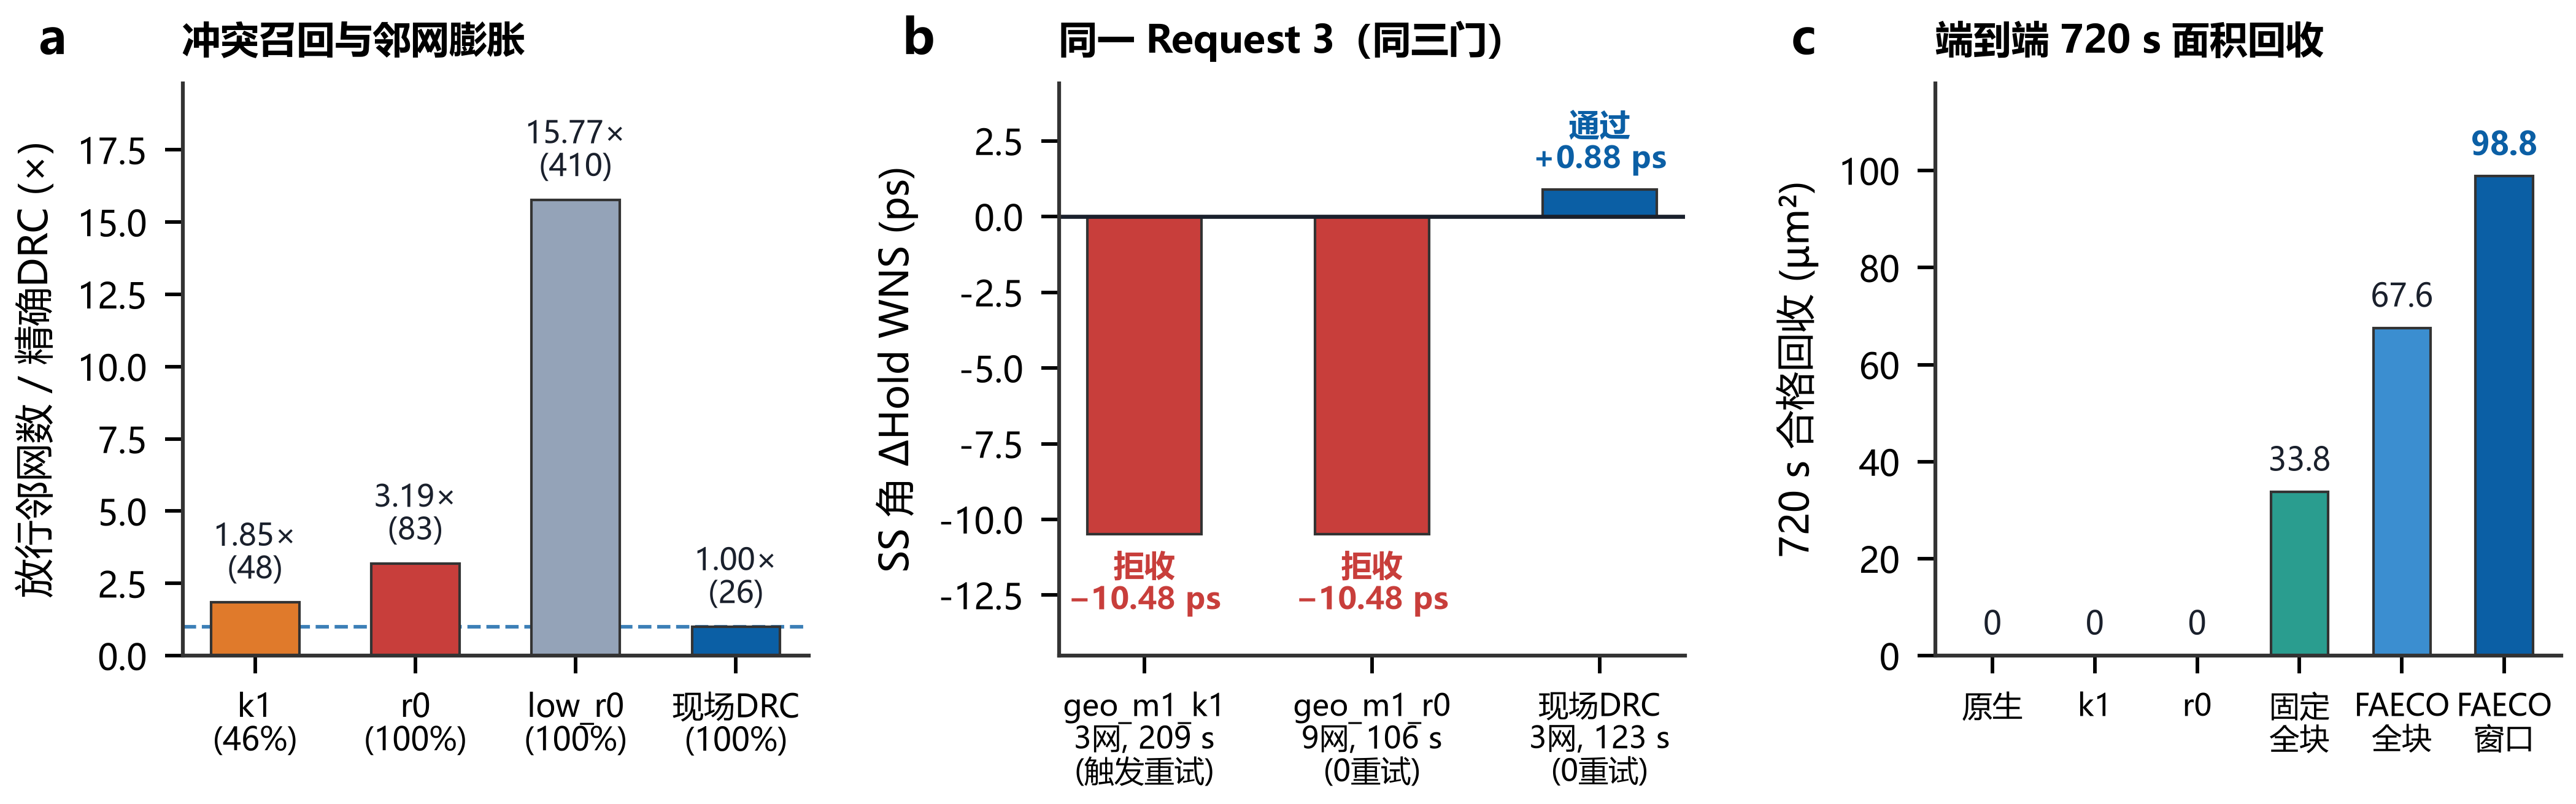 a 冲突召回与邻网膨胀
放行邻网数 / 精确DRC (×)
17.5
15.0
12.5
10.0
7.5
5.0
2.5
0.0
1.85×
(48)
3.19×
(83)
15.77×
(410)
1.00×
(26)
k1
(46%)
r0
(100%)
low_r0
(100%)
现场DRC
(100%)
b 同一 Request 3（同三门）
SS 角 ΔHold WNS (ps)
2.5
0.0
-2.5
-5.0
-7.5
-10.0
-12.5
拒收
−10.48 ps
拒收
−10.48 ps
通过
+0.88 ps
geo_m1_k1
3网, 209 s
(触发重试)
geo_m1_r0
9网, 106 s
(0重试)
现场DRC
3网, 123 s
(0重试)
c 端到端 720 s 面积回收
720 s 合格回收 (µm²)
100
80
60
40
20
0
0
0
0
33.8
67.6
98.8
原生
k1
r0
固定
全块
FAECO
全块
FAECO
窗口